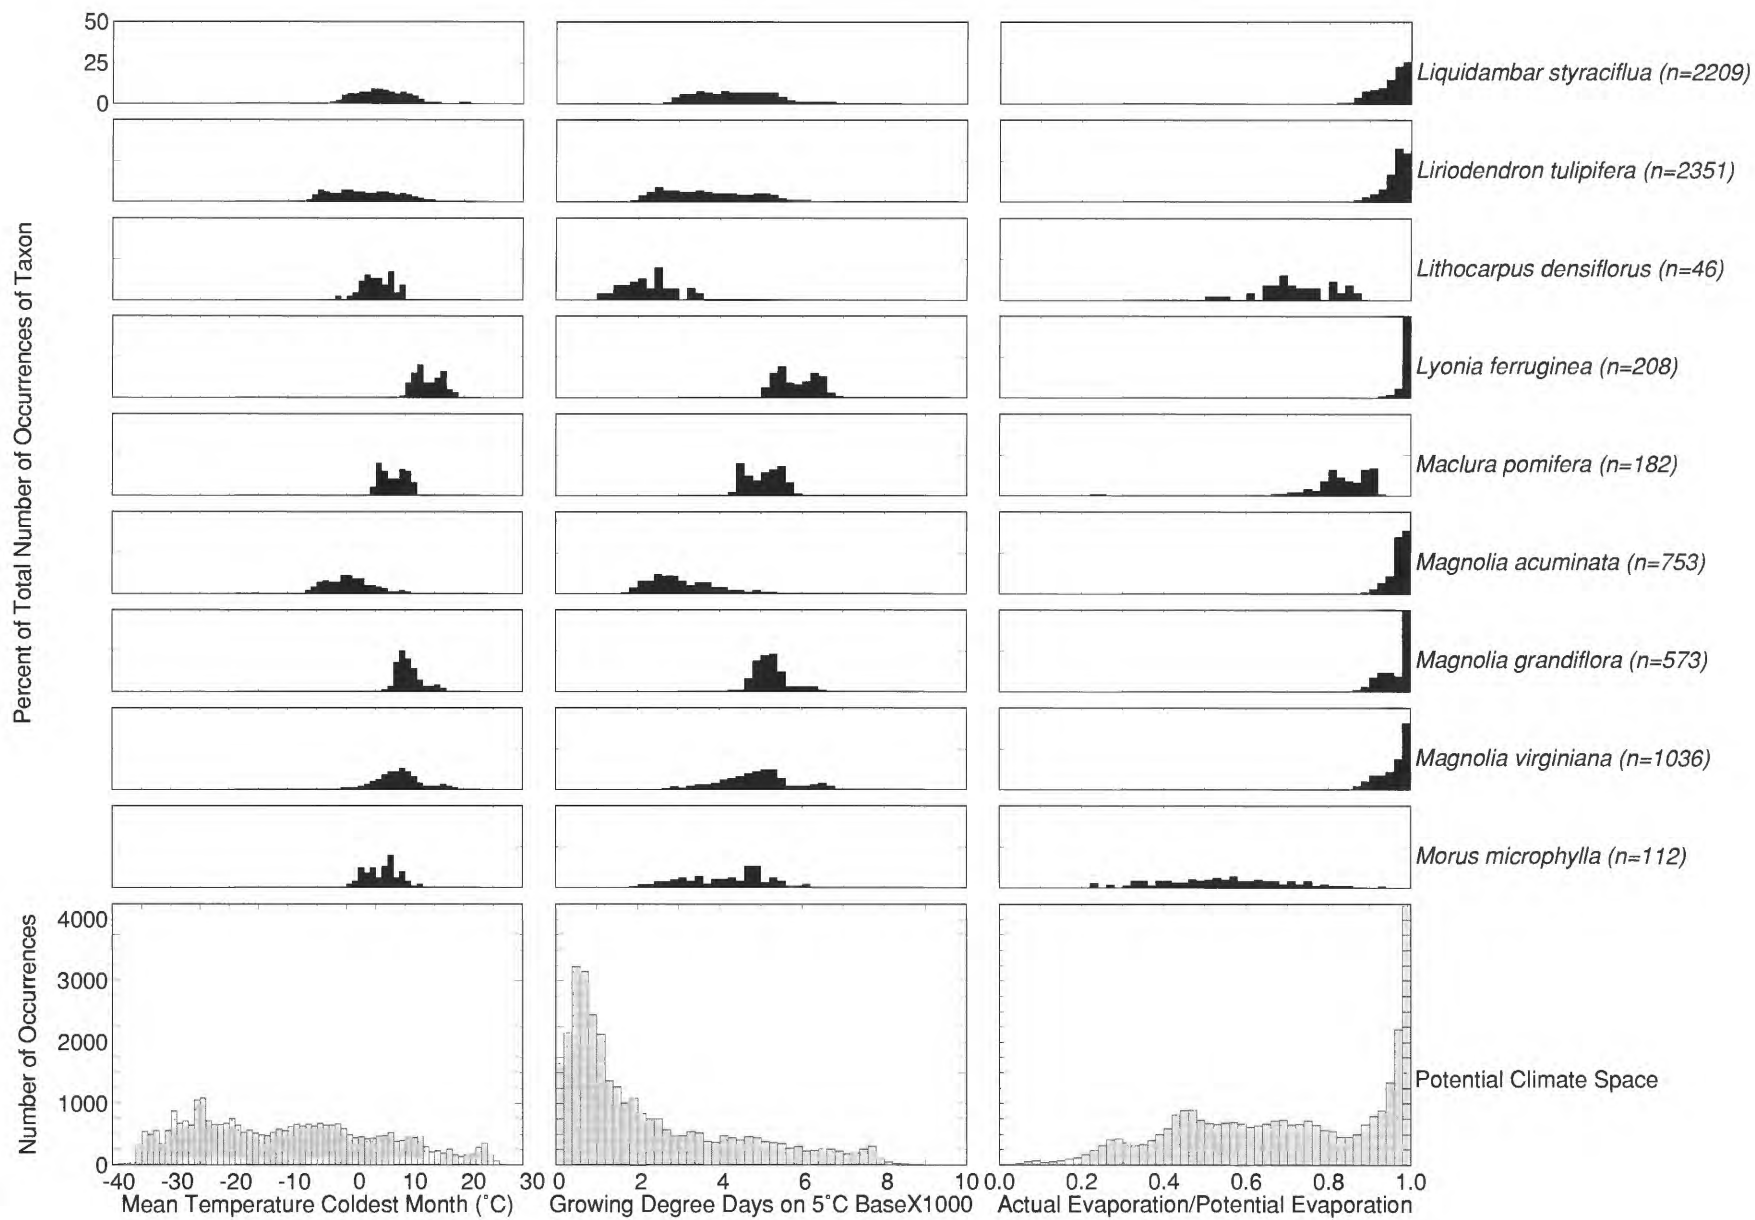 50
25
0
Liquidambar styraciflua (n=2209)
Liriodendron tulipifera (n=2351)
Lithocarpus densiflorus (n=46)
Lyonia ferruginea (n=208)
Maclura pomifera (n=182)
Magnolia acuminata (n=753)
Magnolia grandiflora (n=573)
Magnolia virginiana (n=1036)
Morus microphylla (n=112)
Percent of Total Number of Occurrences of Taxon
Number of Occurrences
4000
3000
2000
1000
0
Potential Climate Space
-40 -30 -20 -10 0 10 20 30
Mean Temperature Coldest Month (°C)
0 2 4 6 8 10
Growing Degree Days on 5°C BaseX1000
0.0 0.2 0.4 0.6 0.8 1.0
Actual Evaporation/Potential Evaporation